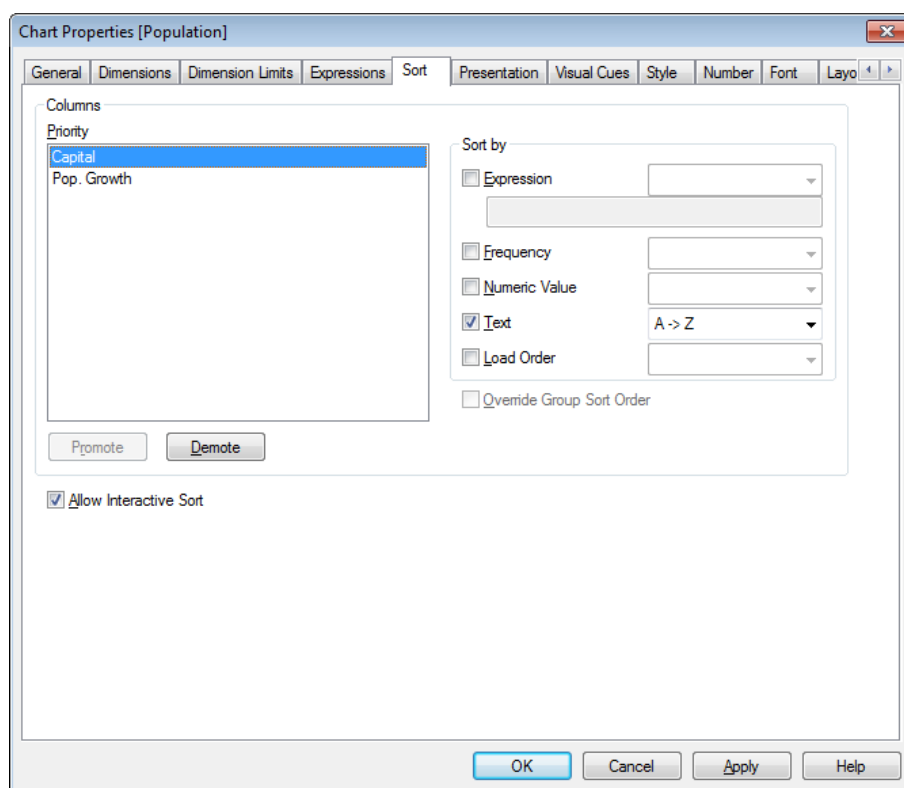 Chart Properties [Population]
General Dimensions Dimension Limits Expressions Sort Presentation Visual Cues Style Number Font Layo
Columns
Priority
Capital
Pop. Growth
Sort by
Expression
Frequency
Numeric Value
Text A -> Z
Load Order
Override Group Sort Order
Promote Demote
Allow Interactive Sort
OK Cancel Apply Help